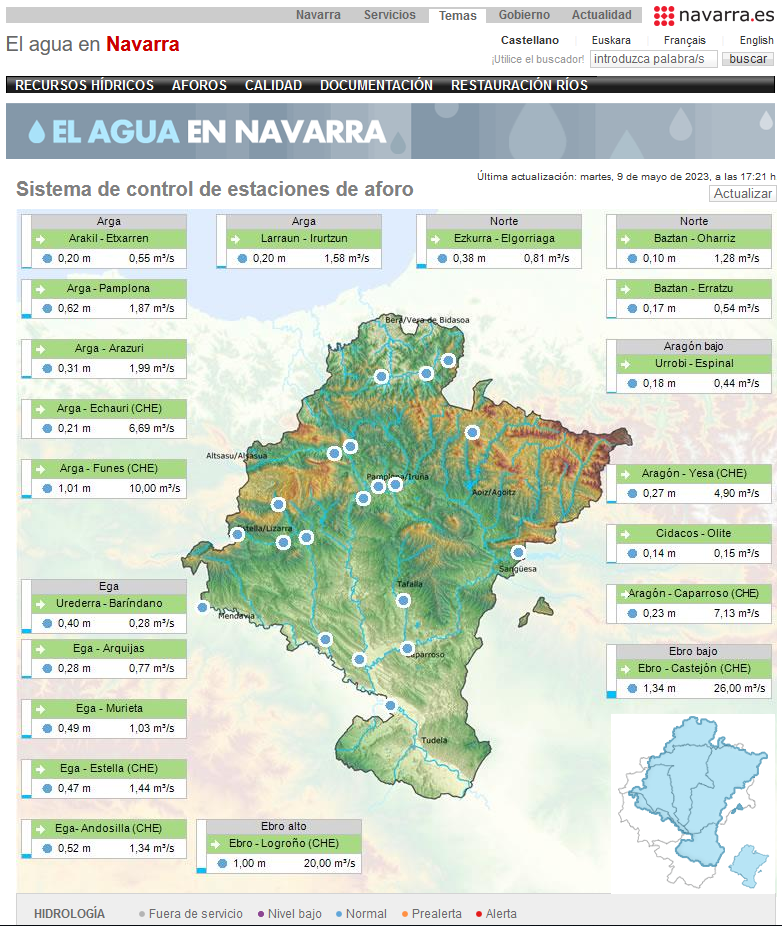 Navarra Servicios Temas Gobierno Actualidad
navarra.es
El agua en Navarra
Castellano Euskara Français English
¡Utilice el buscador! introduzca palabra/s buscar
RECURSOS HÍDRICOS AFOROS CALIDAD DOCUMENTACIÓN RESTAURACIÓN RÍOS
EL AGUA EN NAVARRA
Última actualización: martes, 9 de mayo de 2023, a las 17:21 h
Sistema de control de estaciones de aforo
Actualizar
Arga
Arakil - Etxarren
0,20 m 0,55 m³/s
Arga
Larraun - Irurtzun
0,20 m 1,58 m³/s
Norte
Ezkurra - Elgorriaga
0,38 m 0,81 m³/s
Norte
Baztan - Oharriz
0,10 m 1,28 m³/s
Arga - Pamplona
0,62 m 1,87 m³/s
Baztan - Erratzu
0,17 m 0,54 m³/s
Bera/Vera de Bidasoa
Arga - Arazuri
0,31 m 1,99 m³/s
Aragón bajo
Urrobi - Espinal
0,18 m 0,44 m³/s
Arga - Echauri (CHE)
0,21 m 6,69 m³/s
Altsasu/Alsasua
Arga - Funes (CHE)
1,01 m 10,00 m³/s
Pamplona/Iruña
Aoiz/Agoitz
Aragón - Yesa (CHE)
0,27 m 4,90 m³/s
Estella/Lizarra
Cidacos - Olite
0,14 m 0,15 m³/s
Sangüesa
Ega
Urederra - Baríndano
0,40 m 0,28 m³/s
Tafalla
Aragón - Caparroso (CHE)
0,23 m 7,13 m³/s
Mendavia
Ega - Arquijas
0,28 m 0,77 m³/s
Caparroso
Ebro bajo
Ebro - Castejón (CHE)
1,34 m 26,00 m³/s
Ega - Murieta
0,49 m 1,03 m³/s
Tudela
Ega - Estella (CHE)
0,47 m 1,44 m³/s
Ega- Andosilla (CHE)
0,52 m 1,34 m³/s
Ebro alto
Ebro - Logroño (CHE)
1,00 m 20,00 m³/s
HIDROLOGÍA Fuera de servicio Nivel bajo Normal Prealerta Alerta